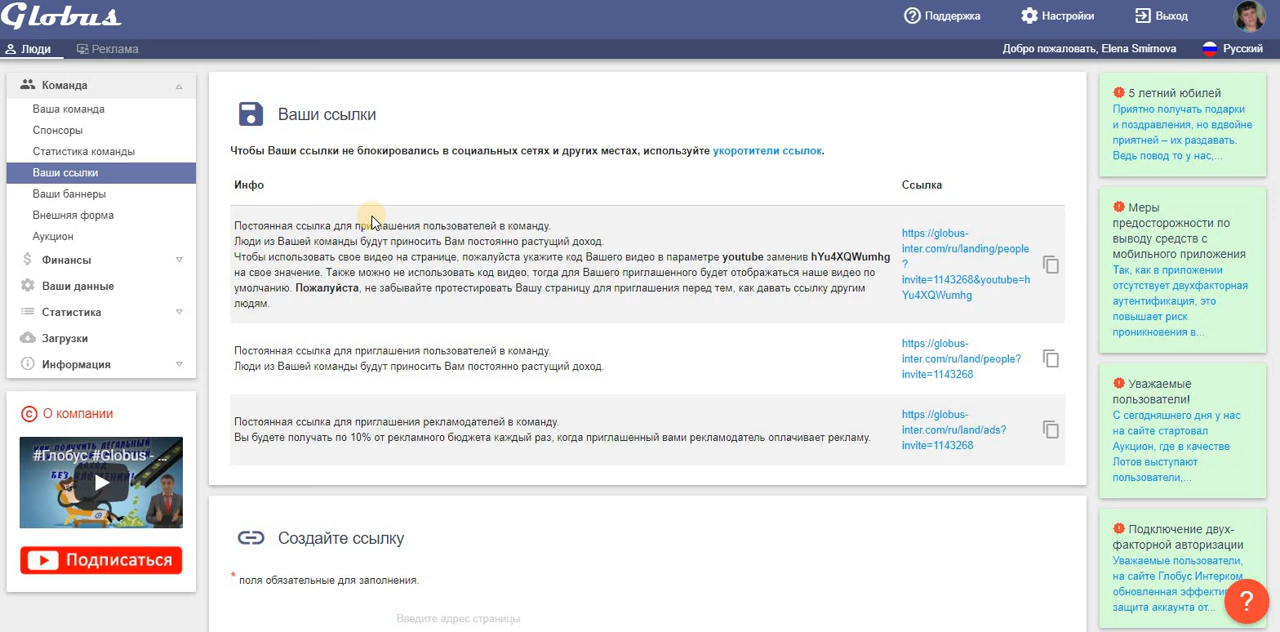 Globus
Поддержка
Настройки
Выход
Люди
Реклама
Добро пожаловать, Elena Smirnova
Русский
Команда
Ваша команда
Спонсоры
Статистика команды
Ваши ссылки
Ваши баннеры
Внешняя форма
Аукцион
Финансы
Ваши данные
Статистика
Загрузки
Информация
О компании
#Глобус #Globus - ...
Подписаться
Ваши ссылки
Чтобы Ваши ссылки не блокировались в социальных сетях и других местах, используйте укоротители ссылок.
Инфо
Ссылка
Постоянная ссылка для приглашения пользователей в команду.
Люди из Вашей команды будут приносить Вам постоянно растущий доход.
Чтобы использовать свое видео на странице, пожалуйста укажите код Вашего видео в параметре youtube заменив hYu4XQWumhg
на свое значение. Также можно не использовать код видео, тогда для Вашего приглашенного будет отображаться наше видео по
умолчанию. Пожалуйста, не забывайте протестировать Вашу страницу для приглашения перед тем, как давать ссылку другим
людям.
https://globus-
inter.com/ru/landing/people
?
invite=1143268&youtube=h
Yu4XQWumhg
Постоянная ссылка для приглашения пользователей в команду.
Люди из Вашей команды будут приносить Вам постоянно растущий доход.
https://globus-
inter.com/ru/land/people?
invite=1143268
Постоянная ссылка для приглашения рекламодателей в команду.
Вы будете получать по 10% от рекламного бюджета каждый раз, когда приглашенный вами рекламодатель оплачивает рекламу.
https://globus-
inter.com/ru/land/ads?
invite=1143268
Создайте ссылку
* поля обязательные для заполнения.
Введите адрес страницы
5 летний юбилей
Приятно получать подарки
и поздравления, но вдвойне
приятней – их раздавать.
Ведь повод то у нас,...
Меры
предосторожности по
выводу средств с
мобильного приложения
Так, как в приложении
отсутствует двухфакторная
аутентификация, это
повышает риск
проникновения в...
Уважаемые
пользователи!
С сегодняшнего дня у нас
на сайте стартовал
Аукцион, где в качестве
Лотов выступают
пользователи,...
Подключение двух-
факторной авторизации
Уважаемые пользователи,
на сайте Глобус Интерком
обновленная
защита аккаунта от...
?